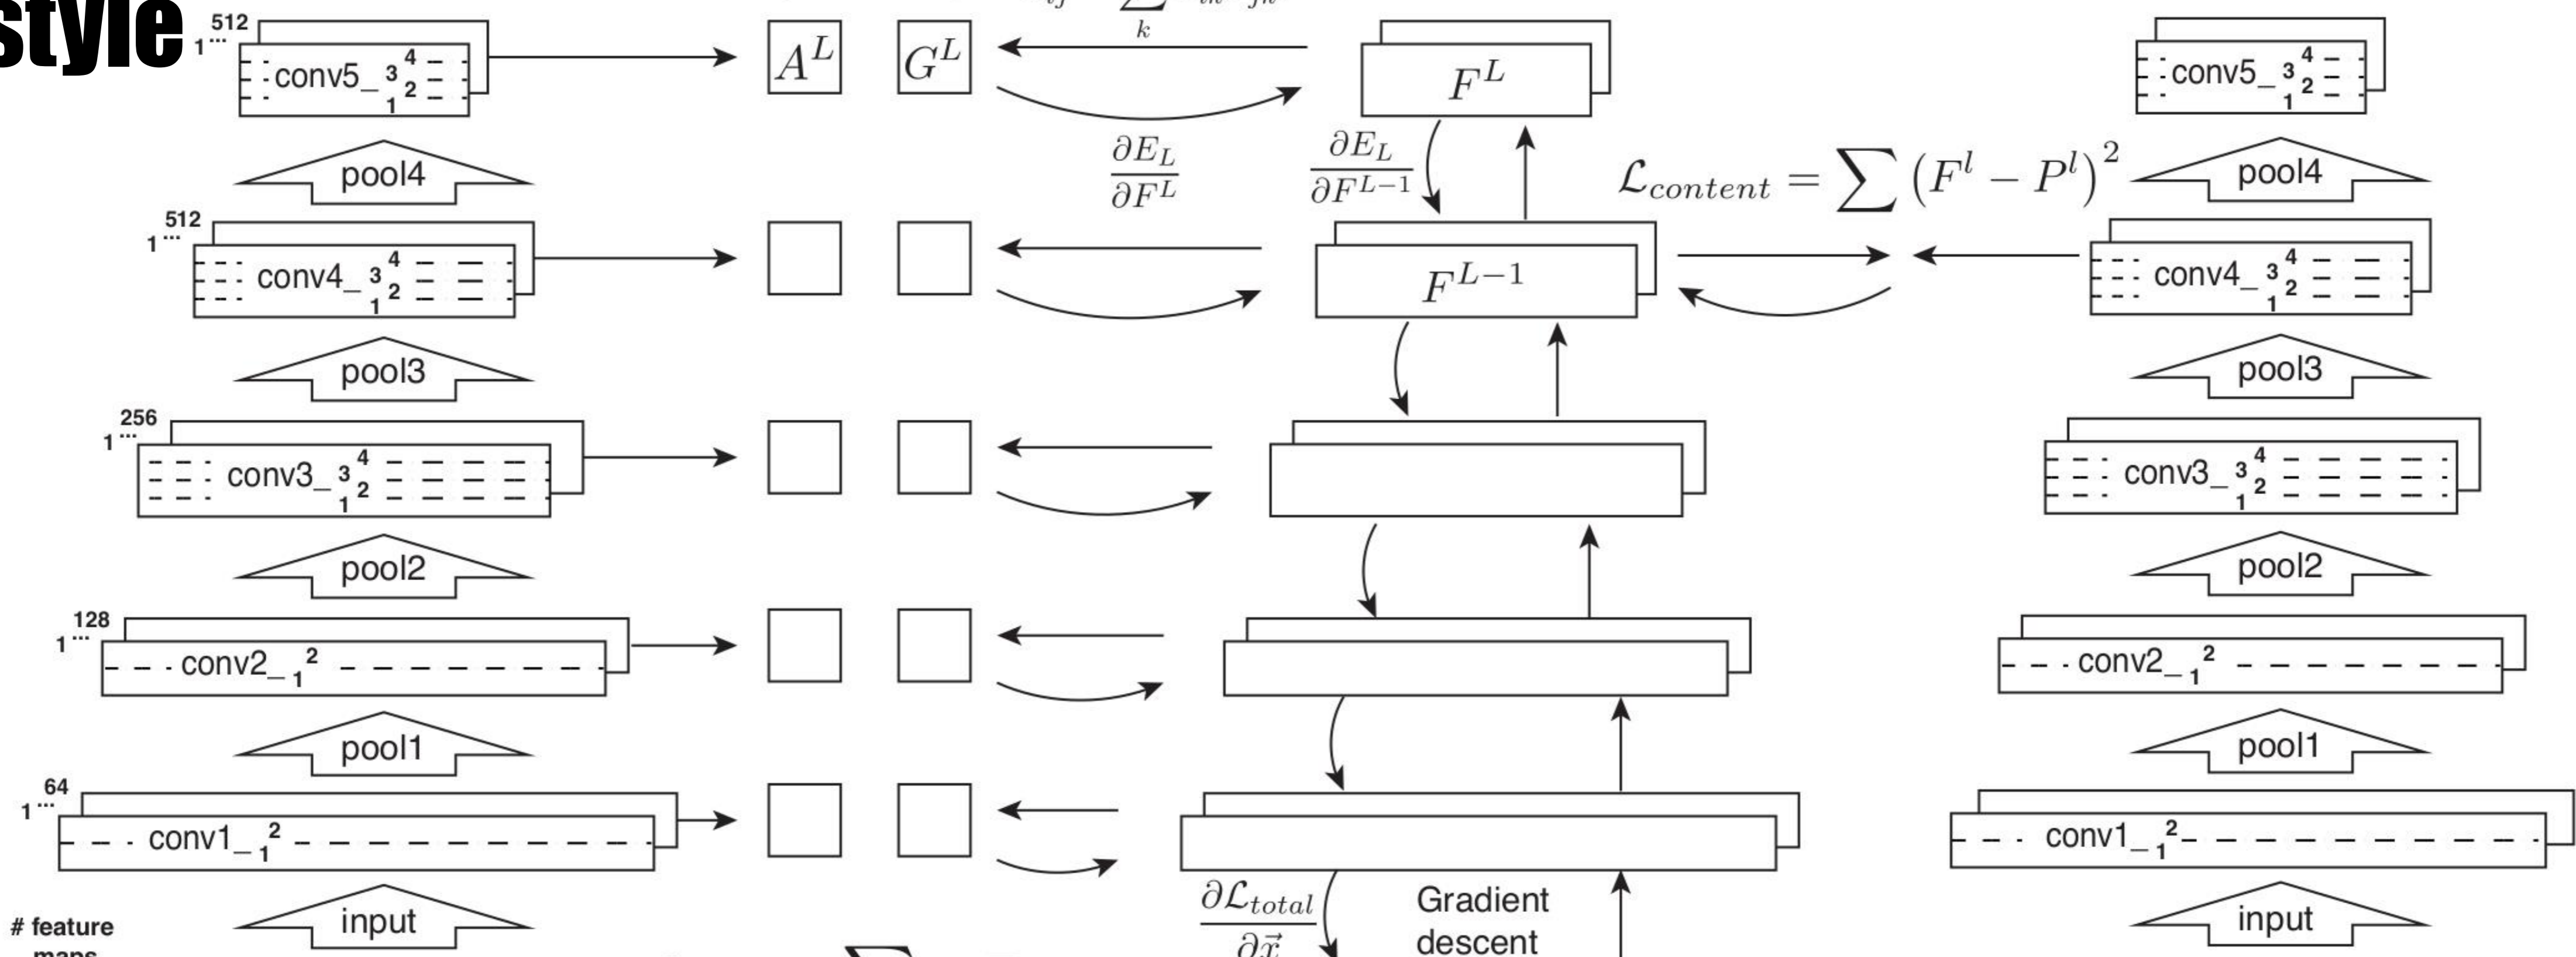 style
512
1...
conv5_ 1 2 3 4
A^L
G^L
k
F^L
conv5_ 1 2 3 4
pool4
∂E_L / ∂F^L
∂E_L / ∂F^{L-1}
L_content = ∑ (F^l − P^l)^2
pool4
512
1...
conv4_ 1 2 3 4
F^{L-1}
conv4_ 1 2 3 4
pool3
pool3
256
1...
conv3_ 1 2 3 4
conv3_ 1 2 3 4
pool2
pool2
128
1...
conv2_ 1 2
conv2_ 1 2
pool1
pool1
64
1...
conv1_ 1 2
conv1_ 1 2
input
∂L_total / ∂x⃗
Gradient
descent
input
# feature
maps